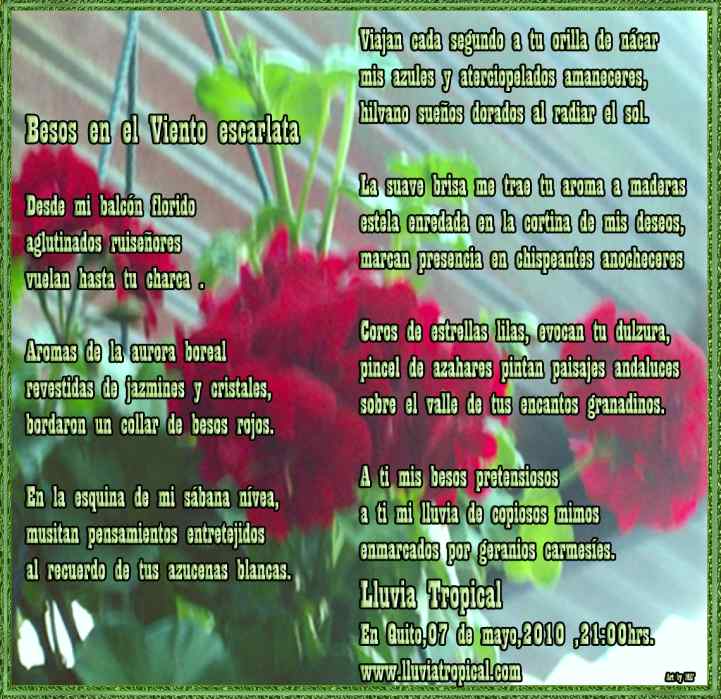 Besos en el Viento escarlata
Desde mi balcón florido
aglutinados ruiseñores
vuelan hasta tu charca .
Aromas de la aurora boreal
revestidas de jazmines y cristales,
bordaron un collar de besos rojos.
En la esquina de mi sábana nívea,
musitan pensamientos entretejidos
al recuerdo de tus azucenas blancas.
Viajan cada segundo a tu orilla de nácar
mis azules y aterciopelados amaneceres,
hilvano sueños dorados al radiar el sol.
La suave brisa me trae tu aroma a maderas
estela enredada en la cortina de mis deseos,
marcan presencia en chispeantes anocheceres
Coros de estrellas lilas, evocan tu dulzura,
pincel de azahares pintan paisajes andaluces
sobre el valle de tus encantos granadinos.
A ti mis besos pretensiosos
a ti mi lluvia de copiosos mimos
enmarcados por geranios carmesíes.
Lluvia Tropical
En Quito,07 de mayo,2010 ,21:00hrs.
www.lluviatropical.com
Art by